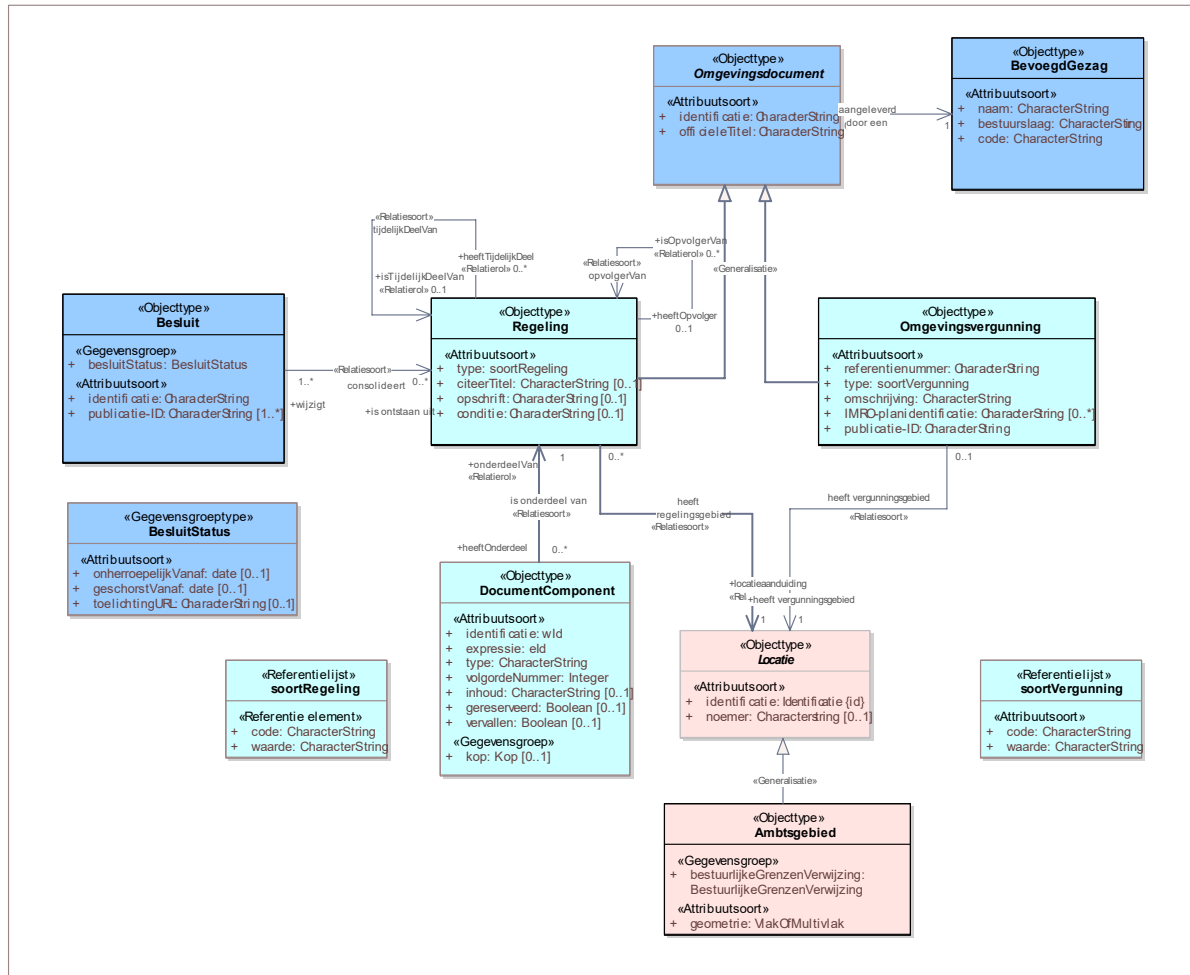 «Objecttype»
Omgevingsdocument
«Attribuutsoort»
+ identificatie: CharacterString
+ officieleTitel: CharacterString
aangeleverd
door een
1
«Objecttype»
BevoegdGezag
«Attribuutsoort»
+ naam: CharacterString
+ bestuurslaag: CharacterString
+ code: CharacterString
«Relatiesoort»
tijdelijkDeelVan
+heeftTijdelijkDeel
«Relatierol» 0..*
+isTijdelijkDeelVan
«Relatierol» 0..1
+isOpvolgerVan
«Relatierol» 0..*
«Relatiesoort»
opvolgerVan
+heeftOpvolger
0..1
«Generalisatie»
«Objecttype»
Besluit
«Gegevensgroep»
+ besluitStatus: BesluitStatus
«Attribuutsoort»
+ identificatie: CharacterString
+ publicatie-ID: CharacterString [1..*]
1..*
+wijzigt
«Relatiesoort»
consolideert
0..*
+is ontstaan uit
«Objecttype»
Regeling
«Attribuutsoort»
+ type: soortRegeling
+ citeerTitel: CharacterString [0..1]
+ opschrift: CharacterString [0..1]
+ conditie: CharacterString [0..1]
«Objecttype»
Omgevingsvergunning
«Attribuutsoort»
+ referentienummer: CharacterString
+ type: soortVergunning
+ omschrijving: CharacterString
+ IMRO-planidentificatie: CharacterString [0..*]
+ publicatie-ID: CharacterString
+onderdeelVan
«Relatierol»
1
0..*
0..1
is onderdeel van
«Relatiesoort»
heeft
regelingsgebied
«Relatiesoort»
heeft vergunningsgebied
«Relatiesoort»
+heeftOnderdeel
0..*
«Gegevensgroeptype»
BesluitStatus
«Attribuutsoort»
+ onherroepelijkVanaf: date [0..1]
+ geschorstVanaf: date [0..1]
+ toelichtingURL: CharacterString [0..1]
«Objecttype»
DocumentComponent
«Attribuutsoort»
+ identificatie: wId
+ expressie: eId
+ type: CharacterString
+ volgordeNummer: Integer
+ inhoud: CharacterString [0..1]
+ gereserveerd: Boolean [0..1]
+ vervallen: Boolean [0..1]
«Gegevensgroep»
+ kop: Kop [0..1]
+locatieaanduiding
«Rel
+heeft vergunningsgebied
1
1
«Objecttype»
Locatie
«Attribuutsoort»
+ identificatie: Identificatie {id}
+ noemer: Characterstring [0..1]
«Referentielijst»
soortRegeling
«Referentie element»
+ code: CharacterString
+ waarde: CharacterString
«Referentielijst»
soortVergunning
«Attribuutsoort»
+ code: CharacterString
+ waarde: CharacterString
«Generalisatie»
«Objecttype»
Ambtsgebied
«Gegevensgroep»
+ bestuurlijkeGrenzenVerwijzing:
BestuurlijkeGrenzenVerwijzing
«Attribuutsoort»
+ geometrie: VlakOfMultivlak